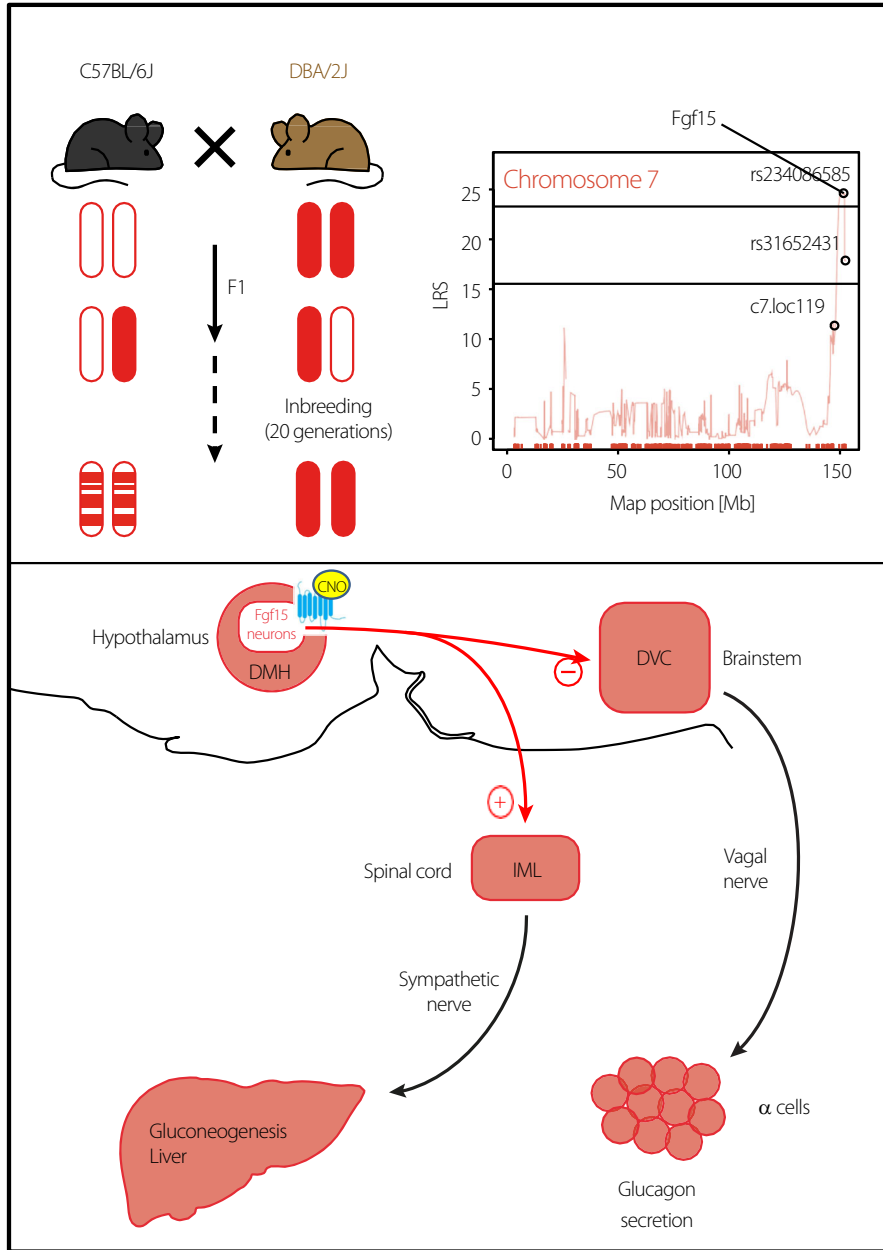 C57BL/6J
DBA/2J
F1
Inbreeding
(20 generations)
Fgf15
Chromosome 7
rs234086585
rs31652431
c7.loc119
LRS
25
20
15
10
5
0
0
50
100
150
Map position [Mb]
Hypothalamus
Fgf15
neurons
DMH
CNO
−
DVC
Brainstem
+
Spinal cord
IML
Vagal
nerve
Sympathetic
nerve
Gluconeogenesis
Liver
α cells
Glucagon
secretion